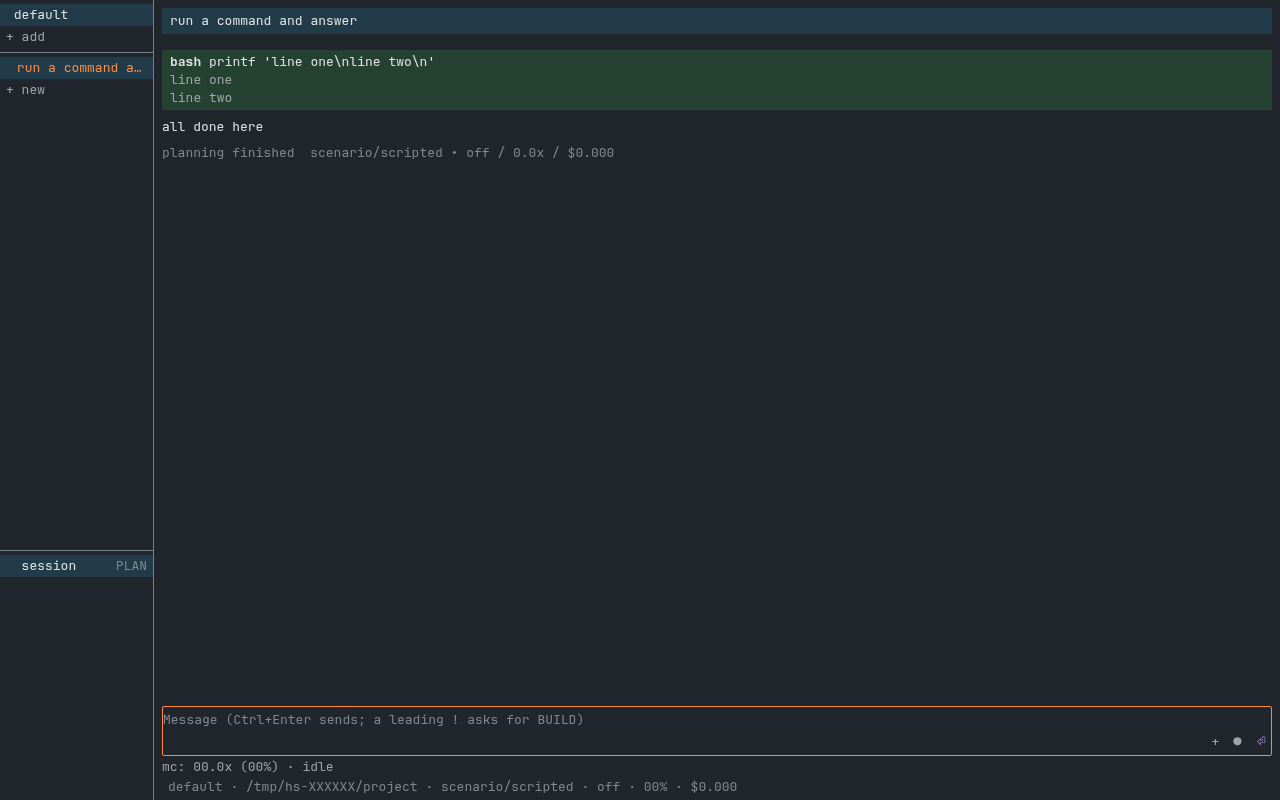 default
+ add
run a command a…
+ new
session PLAN
run a command and answer
bash printf 'line one\nline two\n'
line one
line two
all done here
planning finished  scenario/scripted • off / 0.0x / $0.000
Message (Ctrl+Enter sends; a leading ! asks for BUILD)
+ ● ⏎
mc: 00.0x (00%) · idle
default · /tmp/hs-XXXXXX/project · scenario/scripted · off · 00% · $0.000